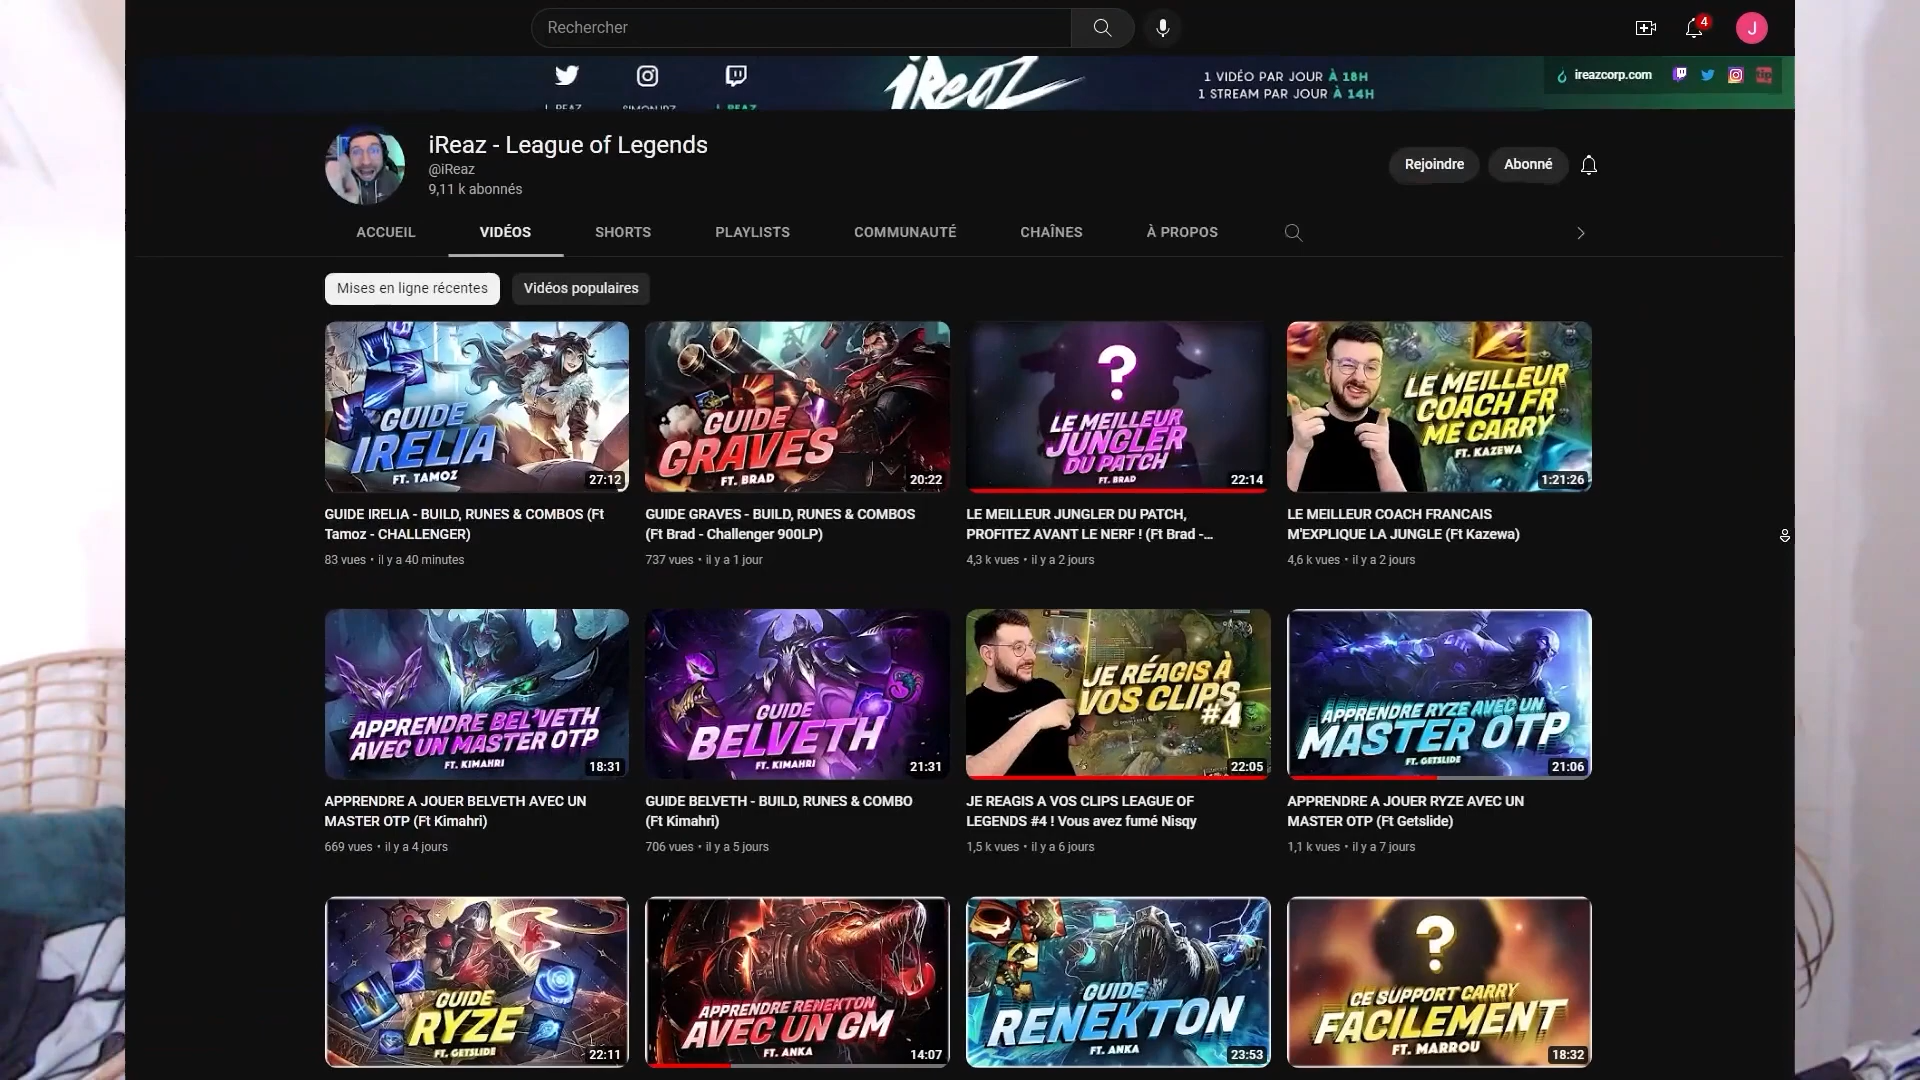 Rechercher
4
J
iReaz
1 VIDÉO PAR JOUR À 18H
1 STREAM PAR JOUR À 14H
ireazcorp.com
iReaz - League of Legends
@iReaz
9,11 k abonnés
Rejoindre
Abonné
ACCUEIL
VIDÉOS
SHORTS
PLAYLISTS
COMMUNAUTÉ
CHAÎNES
À PROPOS
Mises en ligne récentes
Vidéos populaires
GUIDE
IRELIA
FT. TAMOZ
27:12
GUIDE
GRAVES
FT. BRAD
20:22
?
LE MEILLEUR
JUNGLER
DU PATCH
FT. BRAD
22:14
LE MEILLEUR
COACH FR
ME CARRY
FT. KAZEWA
1:21:26
GUIDE IRELIA - BUILD, RUNES & COMBOS (Ft
Tamoz - CHALLENGER)
83 vues • il y a 40 minutes
GUIDE GRAVES - BUILD, RUNES & COMBOS
(Ft Brad - Challenger 900LP)
737 vues • il y a 1 jour
LE MEILLEUR JUNGLER DU PATCH,
PROFITEZ AVANT LE NERF ! (Ft Brad -...
4,3 k vues • il y a 2 jours
LE MEILLEUR COACH FRANCAIS
M'EXPLIQUE LA JUNGLE (Ft Kazewa)
4,6 k vues • il y a 2 jours
APPRENDRE BEL'VETH
AVEC UN MASTER OTP
FT. KIMAHRI
18:31
GUIDE
BELVETH
FT. KIMAHRI
21:31
JE RÉAGIS À
VOS CLIPS
#4
22:05
APPRENDRE RYZE AVEC UN
MASTER OTP
FT. GETSLIDE
21:06
APPRENDRE A JOUER BELVETH AVEC UN
MASTER OTP (Ft Kimahri)
669 vues • il y a 4 jours
GUIDE BELVETH - BUILD, RUNES & COMBO
(Ft Kimahri)
706 vues • il y a 5 jours
JE REAGIS A VOS CLIPS LEAGUE OF
LEGENDS #4 ! Vous avez fumé Nisqy
1,5 k vues • il y a 6 jours
APPRENDRE A JOUER RYZE AVEC UN
MASTER OTP (Ft Getslide)
1,1 k vues • il y a 7 jours
GUIDE
RYZE
FT. GETSLIDE
22:11
APPRENDRE RENEKTON
AVEC UN GM
FT. ANKA
14:07
GUIDE
RENEKTON
FT. ANKA
23:53
?
CE SUPPORT CARRY
FACILEMENT
FT. MARROU
18:32